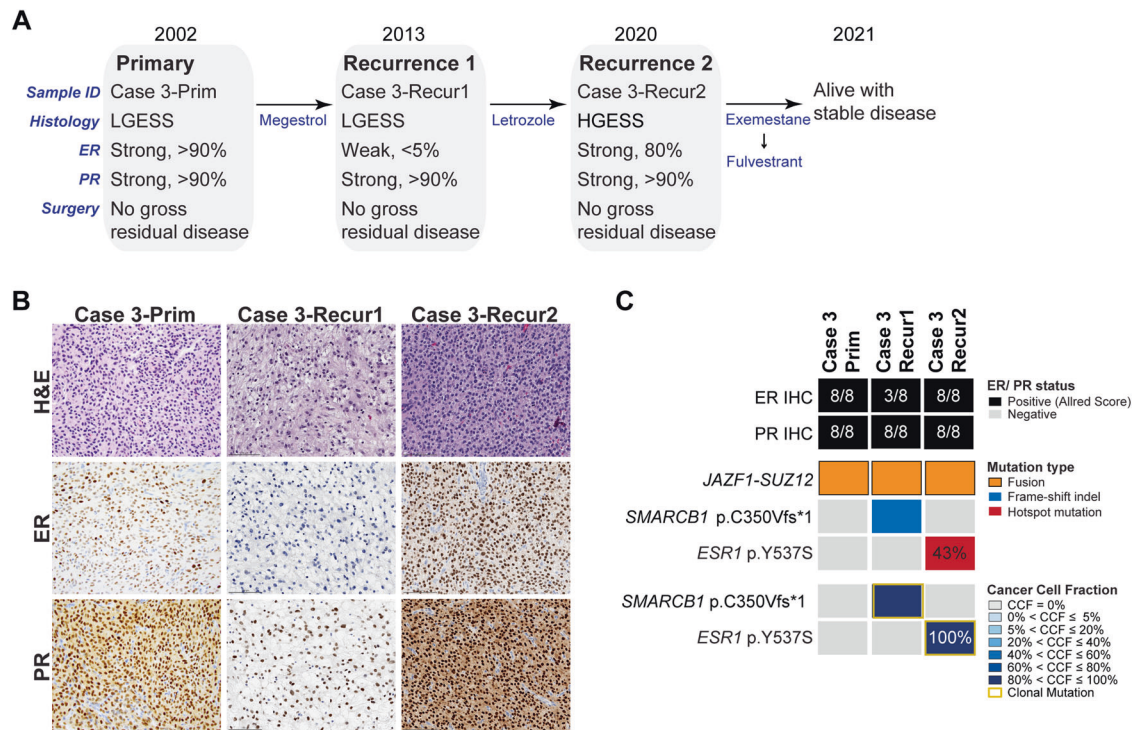 A
2002
2013
2020
2021
Primary
Recurrence 1
Recurrence 2
Sample ID
Case 3-Prim
Case 3-Recur1
Case 3-Recur2
Alive with
stable disease
Histology
LGESS
Megestrol
LGESS
Letrozole
HGESS
Exemestane
ER
Strong, >90%
Weak, <5%
Strong, 80%
Fulvestrant
PR
Strong, >90%
Strong, >90%
Strong, >90%
Surgery
No gross
residual disease
No gross
residual disease
No gross
residual disease
B
Case 3-Prim
Case 3-Recur1
Case 3-Recur2
H&E
ER
PR
C
Case 3
Prim
Case 3
Recur1
Case 3
Recur2
ER IHC
8/8
3/8
8/8
PR IHC
8/8
8/8
8/8
ER/ PR status
Positive (Allred Score)
Negative
JAZF1-SUZ12
SMARCB1 p.C350Vfs*1
ESR1 p.Y537S
43%
Mutation type
Fusion
Frame-shift indel
Hotspot mutation
SMARCB1 p.C350Vfs*1
ESR1 p.Y537S
100%
Cancer Cell Fraction
CCF = 0%
0% < CCF ≤ 5%
5% < CCF ≤ 20%
20% < CCF ≤ 40%
40% < CCF ≤ 60%
60% < CCF ≤ 80%
80% < CCF ≤ 100%
Clonal Mutation